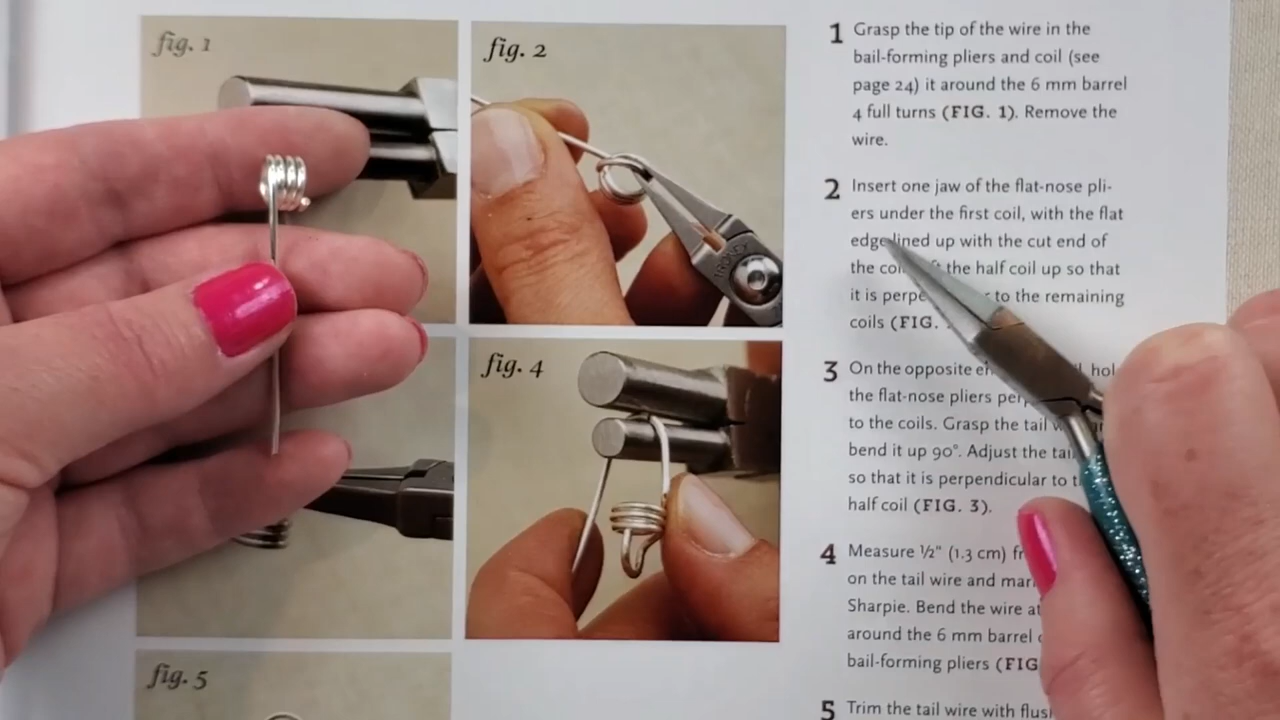 fig. 1
fig. 2
fig. 4
fig. 5
1 Grasp the tip of the wire in the
bail-forming pliers and coil (see
page 24) it around the 6 mm barrel
4 full turns (FIG. 1). Remove the
wire.
2 Insert one jaw of the flat-nose pli-
ers under the first coil, with the flat
edge lined up with the cut end of
the the half coil up so that
it is to the remaining
coils (FIG.
3 On the opposite
the flat-nose pliers
to the coils. Grasp the tail
bend it up 90°. Adjust the
so that it is perpendicular to
half coil (FIG. 3).
4 Measure ½" (1.3 cm)
on the tail wire and
Sharpie. Bend the wire
around the 6 mm barrel
bail-forming pliers (FIG
5 Trim the tail wire with